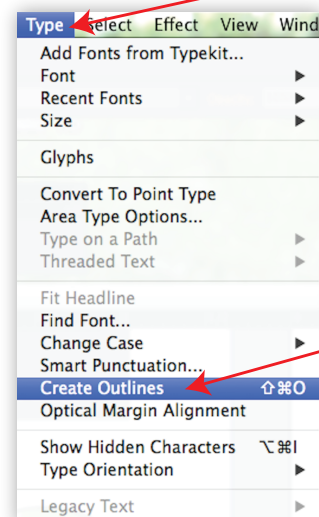 Type Select Effect View Wind
Add Fonts from Typekit...
Font ▶
Recent Fonts ▶
Size ▶
Glyphs
Convert To Point Type
Area Type Options...
Type on a Path ▶
Threaded Text ▶
Fit Headline
Find Font...
Change Case ▶
Smart Punctuation...
Create Outlines ⇧⌘O
Optical Margin Alignment
Show Hidden Characters ⌥⌘I
Type Orientation ▶
Legacy Text ▶